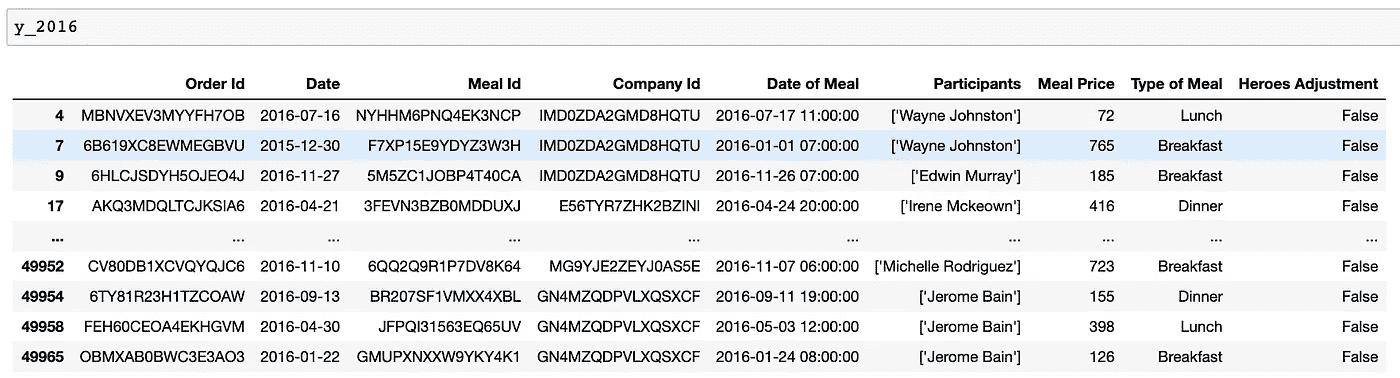 y_2016
Order Id Date Meal Id Company Id Date of Meal Participants Meal Price Type of Meal Heroes Adjustment
4 MBNVXEV3MYYFH7OB 2016-07-16 NYHHM6PNQ4EK3NCP IMD0ZDA2GMD8HQTU 2016-07-17 11:00:00 ['Wayne Johnston'] 72 Lunch False
7 6B619XC8EWMEGBVU 2015-12-30 F7XP15E9YDYZ3W3H IMD0ZDA2GMD8HQTU 2016-01-01 07:00:00 ['Wayne Johnston'] 765 Breakfast False
9 6HLCJSDYH5OJEO4J 2016-11-27 5M5ZC1JOBP4T40CA IMD0ZDA2GMD8HQTU 2016-11-26 07:00:00 ['Edwin Murray'] 185 Breakfast False
17 AKQ3MDQLTCJKSIA6 2016-04-21 3FEVN3BZB0MDDUXJ E56TYR7ZHK2BZINI 2016-04-24 20:00:00 ['Irene Mckeown'] 416 Dinner False
... ... ... ... ... ... ... ... ... ...
49952 CV80DB1XCVQYQJC6 2016-11-10 6QQ2Q9R1P7DV8K64 MG9YJE2ZEYJ0AS5E 2016-11-07 06:00:00 ['Michelle Rodriguez'] 723 Breakfast False
49954 6TY81R23H1TZCOAW 2016-09-13 BR207SF1VMXX4XBL GN4MZQDPVLXQSXCF 2016-09-11 19:00:00 ['Jerome Bain'] 155 Dinner False
49958 FEH60CEOA4EKHGVM 2016-04-30 JFPQI31563EQ65UV GN4MZQDPVLXQSXCF 2016-05-03 12:00:00 ['Jerome Bain'] 398 Lunch False
49965 OBMXAB0BWC3E3AO3 2016-01-22 GMUPXNXXW9YKY4K1 GN4MZQDPVLXQSXCF 2016-01-24 08:00:00 ['Jerome Bain'] 126 Breakfast False